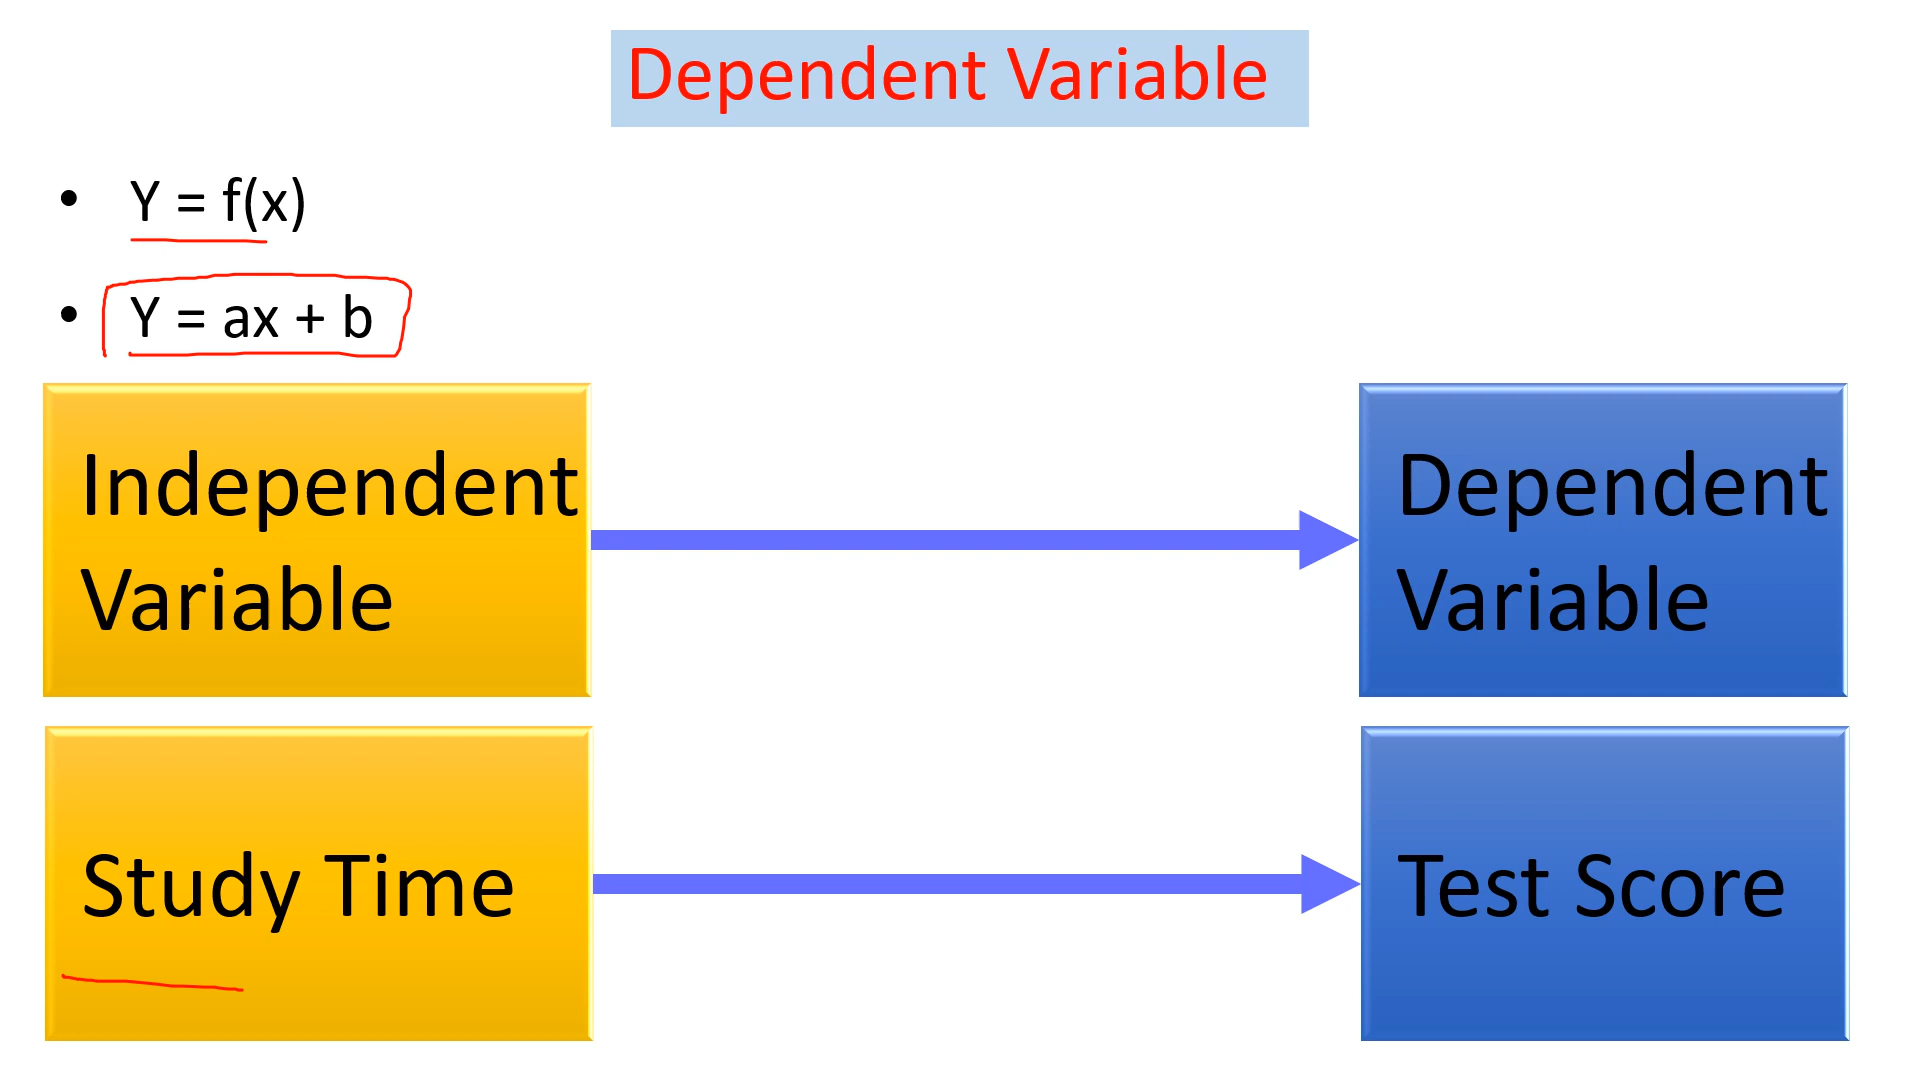 Dependent Variable
• Y = f(x)
• Y = ax + b
Independent
Variable
Dependent
Variable
Study Time
Test Score